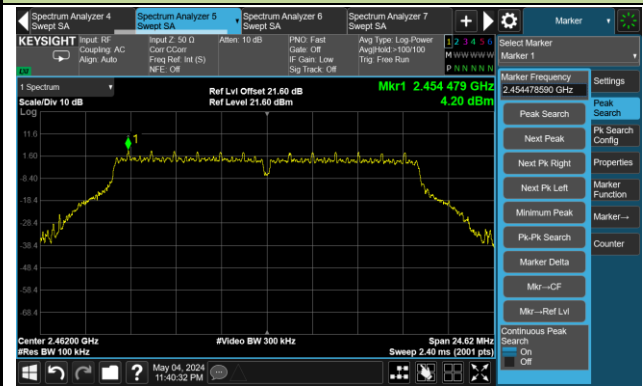 Spectrum Analyzer 4
Swept SA
Spectrum Analyzer 5
Swept SA
Spectrum Analyzer 6
Swept SA
Spectrum Analyzer 7
Swept SA
+
Marker
KEYSIGHT
Input: RF
Coupling: AC
Align: Auto
Input Z: 50 Ω
Corr CCorr
Freq Ref: Int (S)
NFE: Off
Atten: 10 dB
PNO: Fast
Gate: Off
IF Gain: Low
Sig Track: Off
Avg Type: Log-Power
Avg|Hold:>100/100
Trig: Free Run
1 2 3 4 5 6
M W W W W W
P N N N N N
Select Marker
Marker 1
LXI
1 Spectrum
Scale/Div 10 dB
Ref Lvl Offset 21.60 dB
Ref Level 21.60 dBm
Mkr1 2.454 479 GHz
4.20 dBm
Log
11.6
1.60
-8.40
-18.4
-28.4
-38.4
-48.4
-58.4
-68.4
1
Center 2.46200 GHz
#Res BW 100 kHz
#Video BW 300 kHz
Span 24.62 MHz
Sweep 2.40 ms (2001 pts)
Marker Frequency
2.454478590 GHz
Peak Search
Next Peak
Next Pk Right
Next Pk Left
Minimum Peak
Pk-Pk Search
Marker Delta
Mkr→CF
Mkr→Ref Lvl
Continuous Peak
Search
On
Off
Settings
Peak
Search
Pk Search
Config
Properties
Marker
Function
Marker→
Counter
?
May 04, 2024
11:40:32 PM